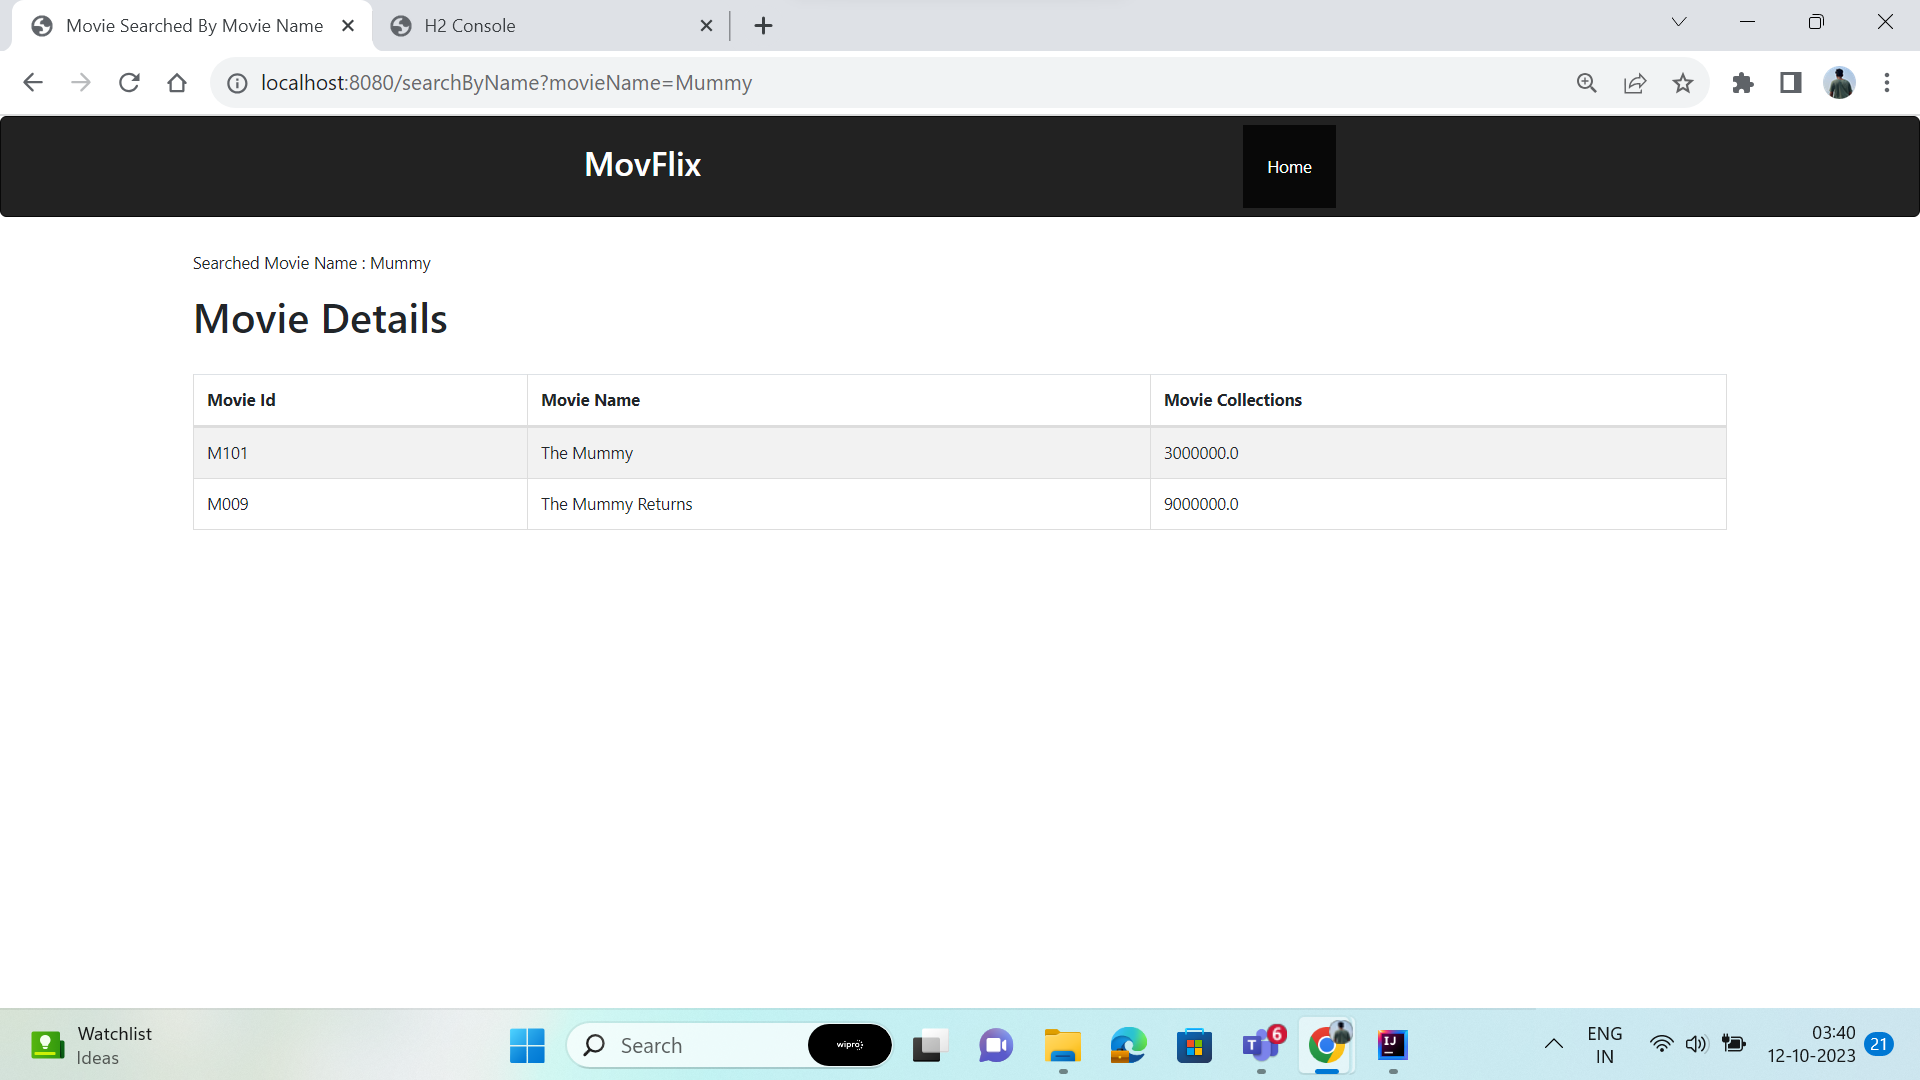 Movie Searched By Movie Name
H2 Console
localhost:8080/searchByName?movieName=Mummy
MovFlix
Home
Searched Movie Name : Mummy
Movie Details
Movie Id Movie Name Movie Collections
M101 The Mummy 3000000.0
M009 The Mummy Returns 9000000.0
Watchlist
Ideas
Search
wipro
T
6
IJ
ENG
IN
03:40
12-10-2023
21